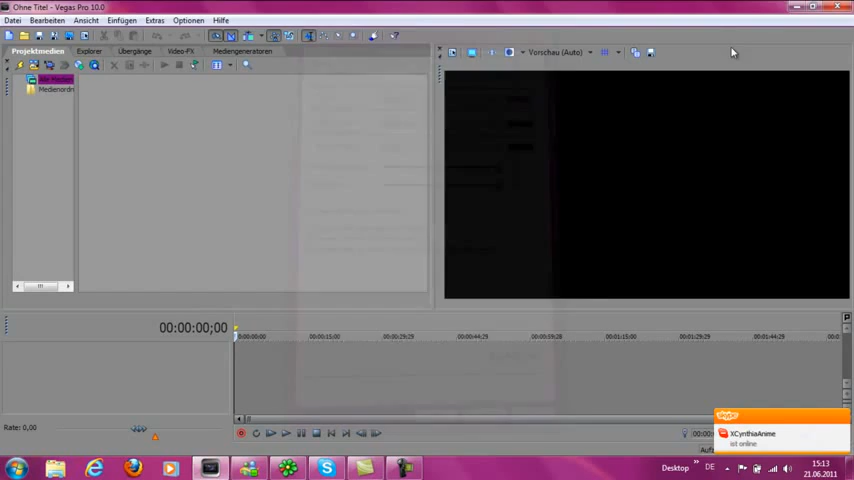 Ohne Titel - Vegas Pro 10.0
Datei Bearbeiten Ansicht Einfügen Extras Optionen Hilfe
Projektmedien Explorer Übergänge Video-FX Mediengeneratoren
Vorschau (Auto)
Alle Medien
Medienordn
00:00:00;00
0:00:00:00 00:00:15;00 00:00:29;29 00:00:44;29 00:00:59;28 00:01:15;00 00:01:29;29 00:01:44;29 00:0
Rate: 0,00
skype
XCynthiaAnime
ist online
Desktop DE
15:13
21.06.2011